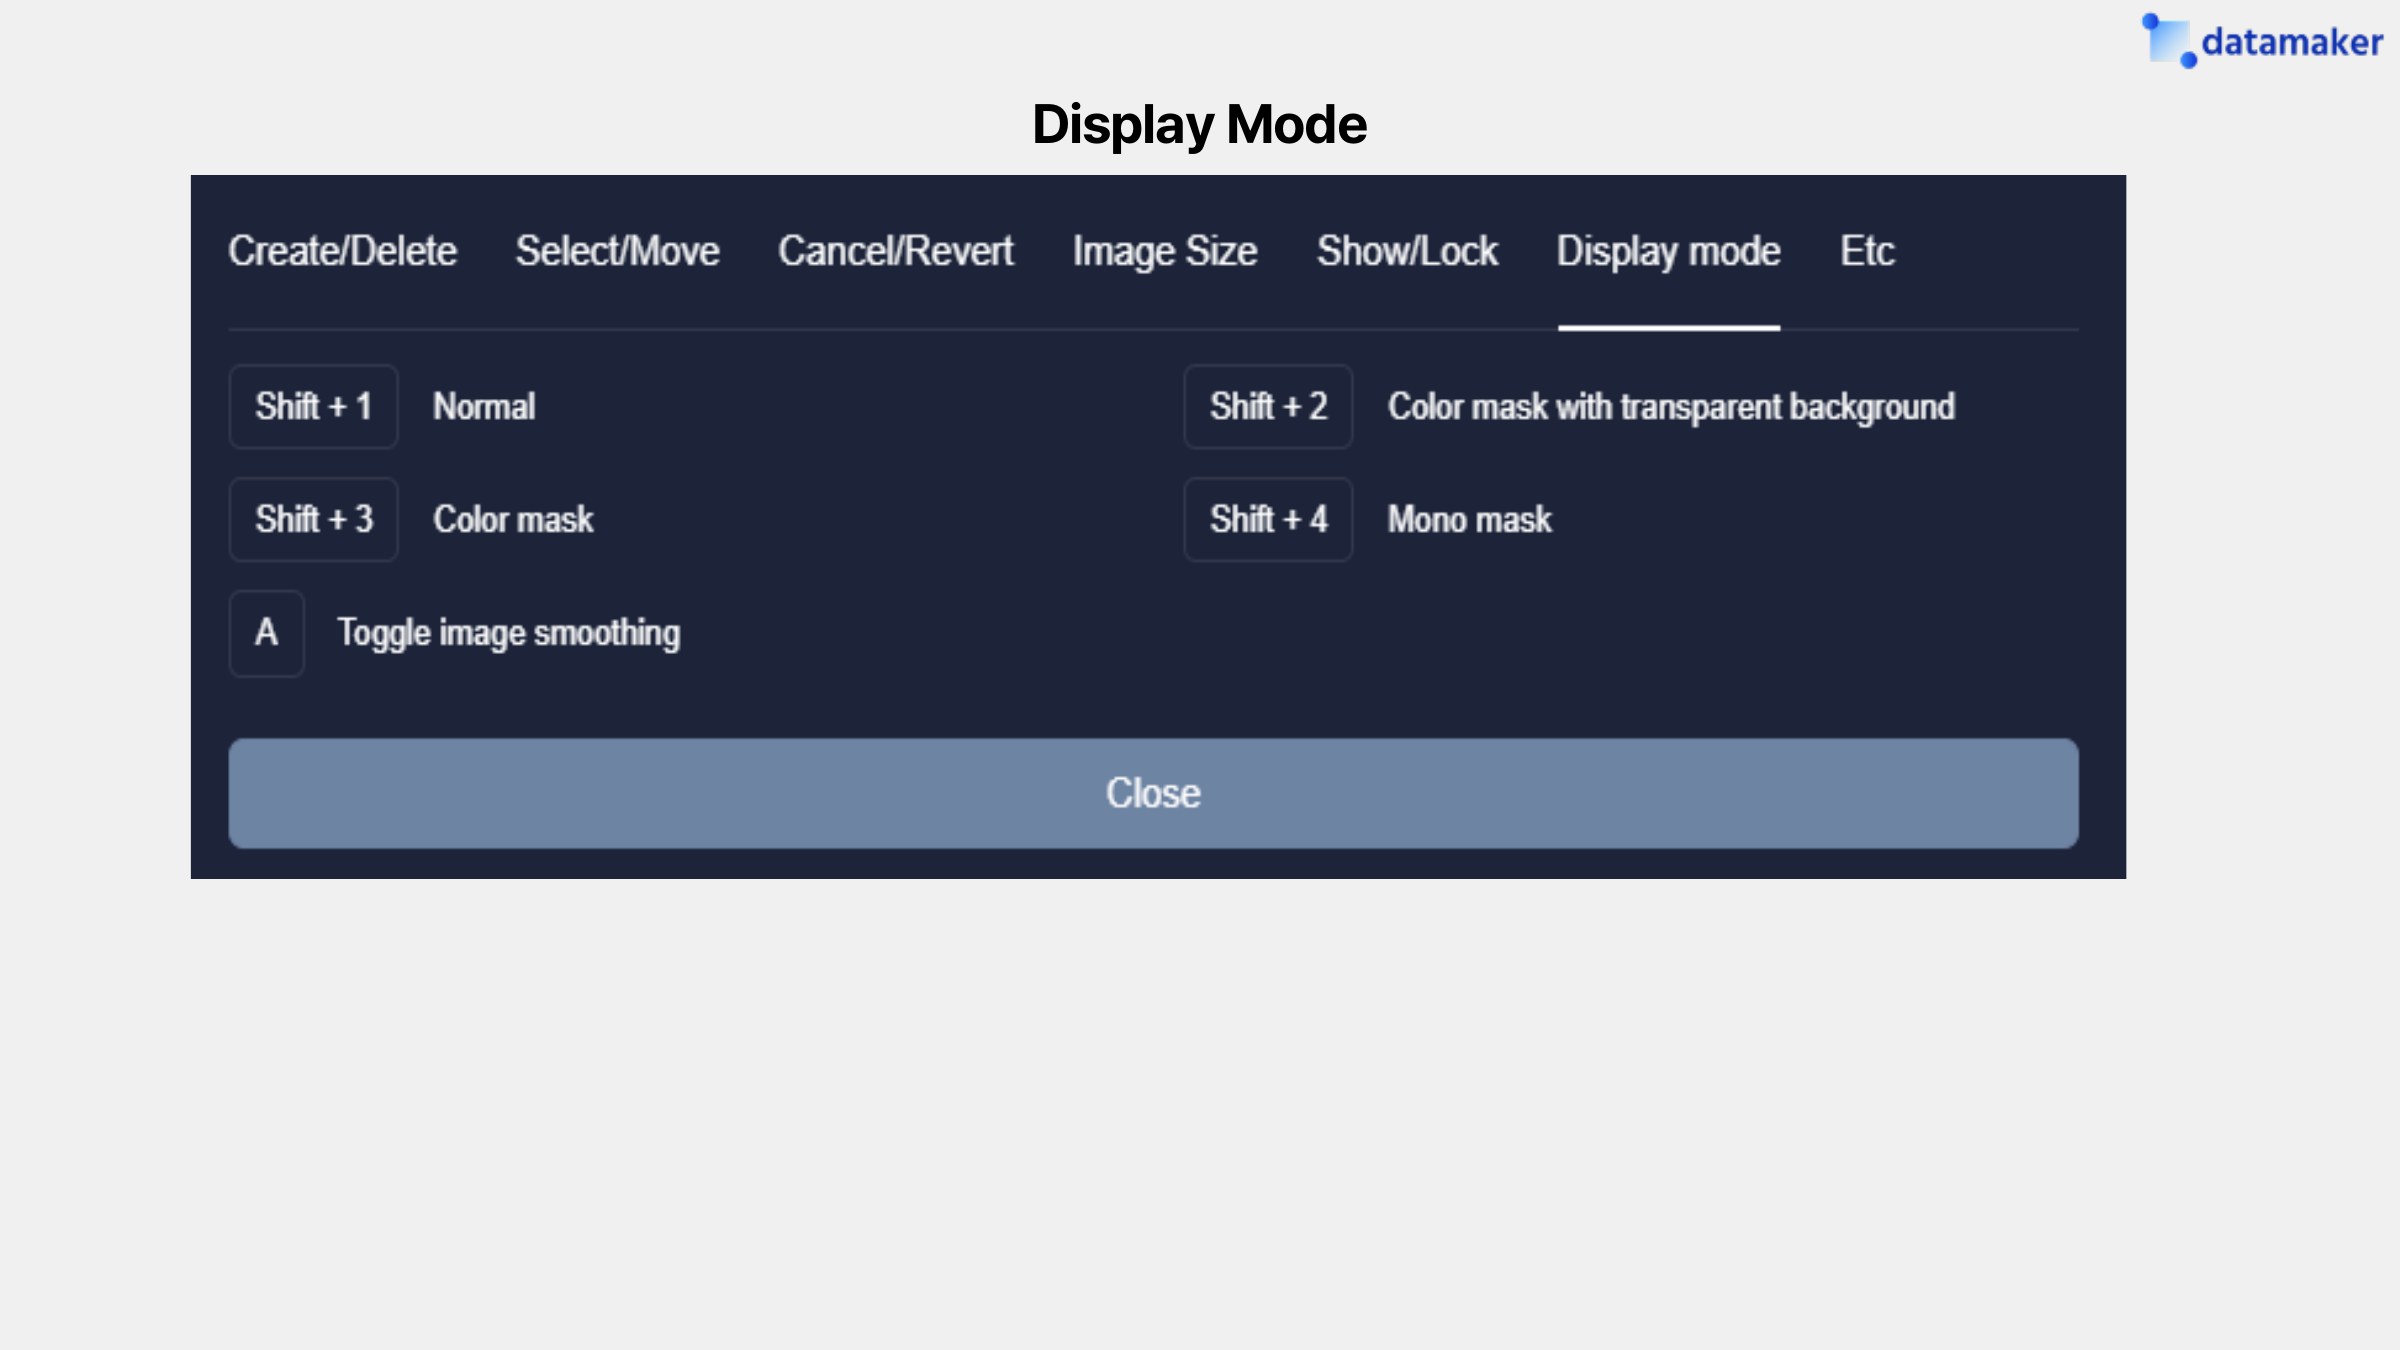 datamaker
Display Mode
Create/Delete Select/Move Cancel/Revert Image Size Show/Lock Display mode Etc
Shift + 1 Normal Shift + 2 Color mask with transparent background
Shift + 3 Color mask Shift + 4 Mono mask
A Toggle image smoothing
Close